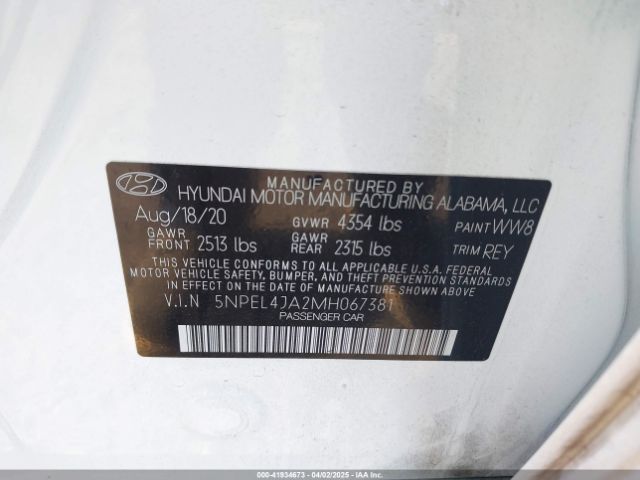 MANUFACTURED BY
HYUNDAI MOTOR MANUFACTURING ALABAMA, LLC
Aug/18/20 GVWR 4354 lbs PAINT WW8
GAWR FRONT 2513 lbs GAWR REAR 2315 lbs TRIM REY
THIS VEHICLE CONFORMS TO ALL APPLICABLE U.S.A. FEDERAL
MOTOR VEHICLE SAFETY, BUMPER, AND THEFT PREVENTION STANDARDS
IN EFFECT ON THE DATE OF MANUFACTURE SHOWN ABOVE.
V.I.N 5NPEL4JA2MH067381
PASSENGER CAR
000-41934673 - 04/02/2025 - IAA Inc.